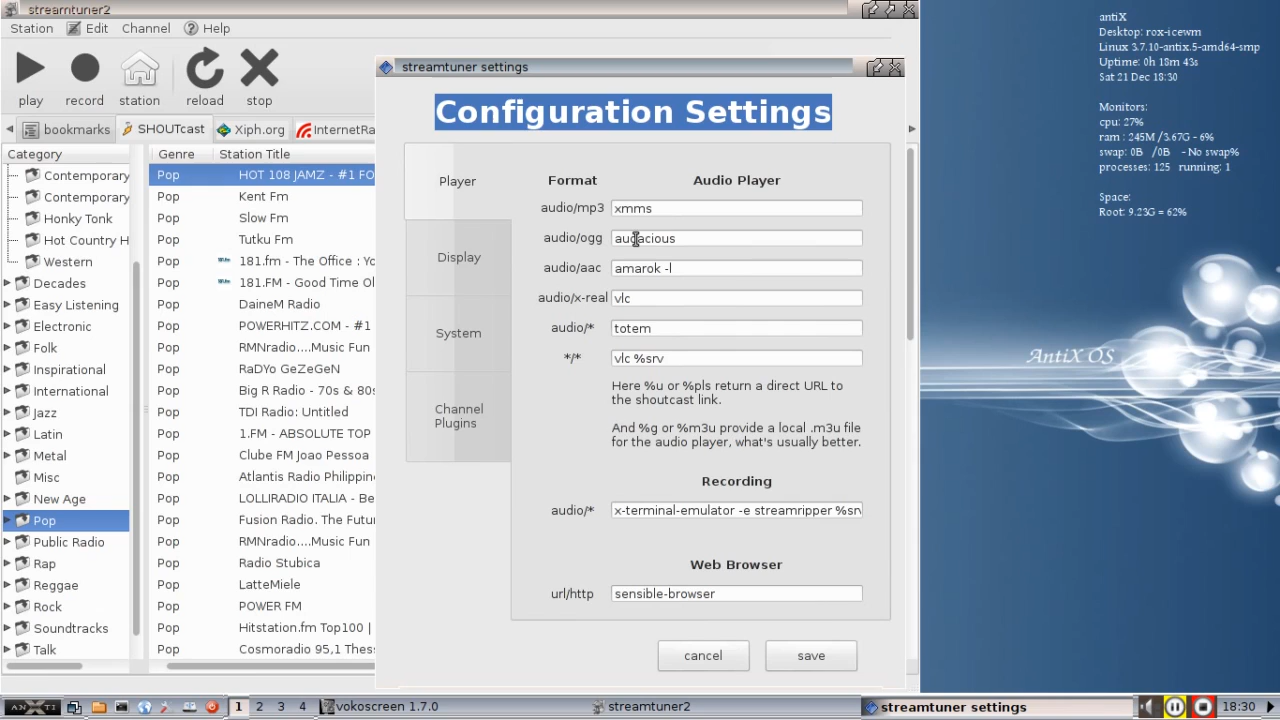 streamtuner2
Station Edit Channel Help
play record station reload stop
bookmarks SHOUTcast Xiph.org InternetRa
Category Genre Station Title
Contemporary
Contemporary
Honky Tonk
Hot Country H
Western
Decades
Easy Listening
Electronic
Folk
Inspirational
International
Jazz
Latin
Metal
Misc
New Age
Pop
Public Radio
Rap
Reggae
Rock
Soundtracks
Talk
Pop HOT 108 JAMZ - #1 FO
Pop Kent Fm
Pop Slow Fm
Pop Tutku Fm
Pop 181.fm - The Office : Yo
Pop 181.FM - Good Time Ol
Pop DaineM Radio
Pop POWERHITZ.COM - #1
Pop RMNradio....Music Fun
Pop RaDYo GeZeGeN
Pop Big R Radio - 70s & 80s
Pop TDI Radio: Untitled
Pop 1.FM - ABSOLUTE TOP
Pop Clube FM Joao Pessoa
Pop Atlantis Radio Philippin
Pop LOLLIRADIO ITALIA - Be
Pop Fusion Radio. The Futur
Pop RMNradio....Music Fun
Pop Radio Stubica
Pop LatteMiele
Pop POWER FM
Pop Hitstation.fm Top100 |
Pop Cosmoradio 95,1 Thess
streamtuner settings
Configuration Settings
Player
Display
System
Channel
Plugins
Format Audio Player
audio/mp3 xmms
audio/ogg audacious
audio/aac amarok -l
audio/x-real vlc
audio/* totem
*/* vlc %srv
Here %u or %pls return a direct URL to
the shoutcast link.
And %g or %m3u provide a local .m3u file
for the audio player, what's usually better.
Recording
audio/* x-terminal-emulator -e streamripper %srv
Web Browser
url/http sensible-browser
cancel save
antiX
Desktop: rox-icewm
Linux 3.7.10-antix.5-amd64-smp
Uptime: 0h 18m 43s
Sat 21 Dec 18:30
Monitors:
cpu: 27%
ram : 245M /3.67G - 6%
swap: 0B /0B - No swap%
processes: 125 running: 1
Space:
Root: 9.23G = 62%
AntiX OS
ANTI 1 2 3 4 vokoscreen 1.7.0 streamtuner2 streamtuner settings 18:30